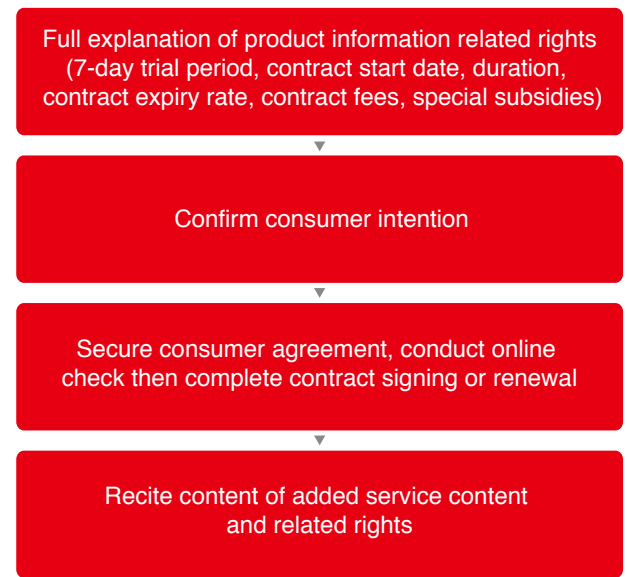 Full explanation of product information related rights
(7-day trial period, contract start date, duration,
contract expiry rate, contract fees, special subsidies)
Confirm consumer intention
Secure consumer agreement, conduct online
check then complete contract signing or renewal
Recite content of added service content
and related rights